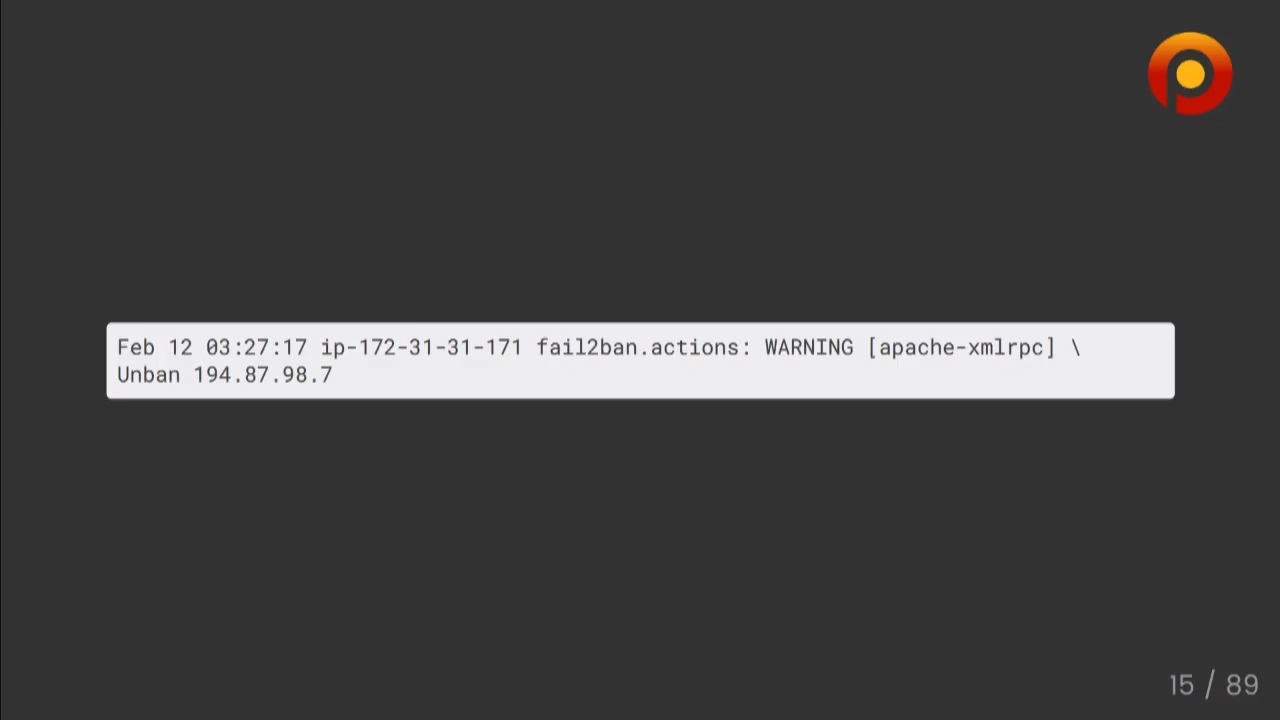 Feb 12 03:27:17 ip-172-31-31-171 fail2ban.actions: WARNING [apache-xmlrpc] \
Unban 194.87.98.7
15 / 89